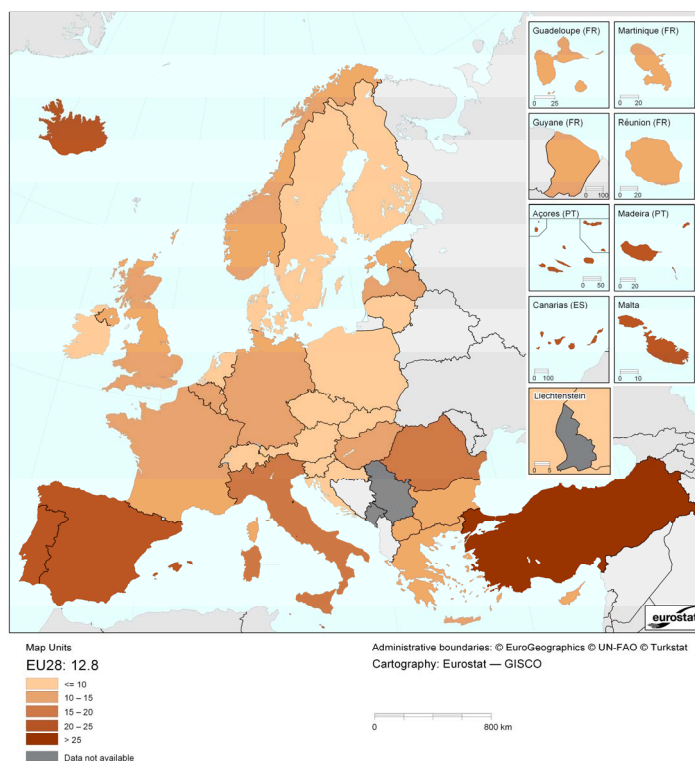 Guadeloupe (FR)
0 25
Martinique (FR)
0 20
Guyane (FR)
0 100
Réunion (FR)
0 20
Açores (PT)
0 50
Madeira (PT)
0 20
Canarias (ES)
0 100
Malta
0 10
Liechtenstein
0 5
eurostat
Map Units
EU28: 12.8
<= 10
10 – 15
15 – 20
20 – 25
> 25
Data not available
Administrative boundaries: © EuroGeographics © UN-FAO © Turkstat
Cartography: Eurostat — GISCO
0 800 km